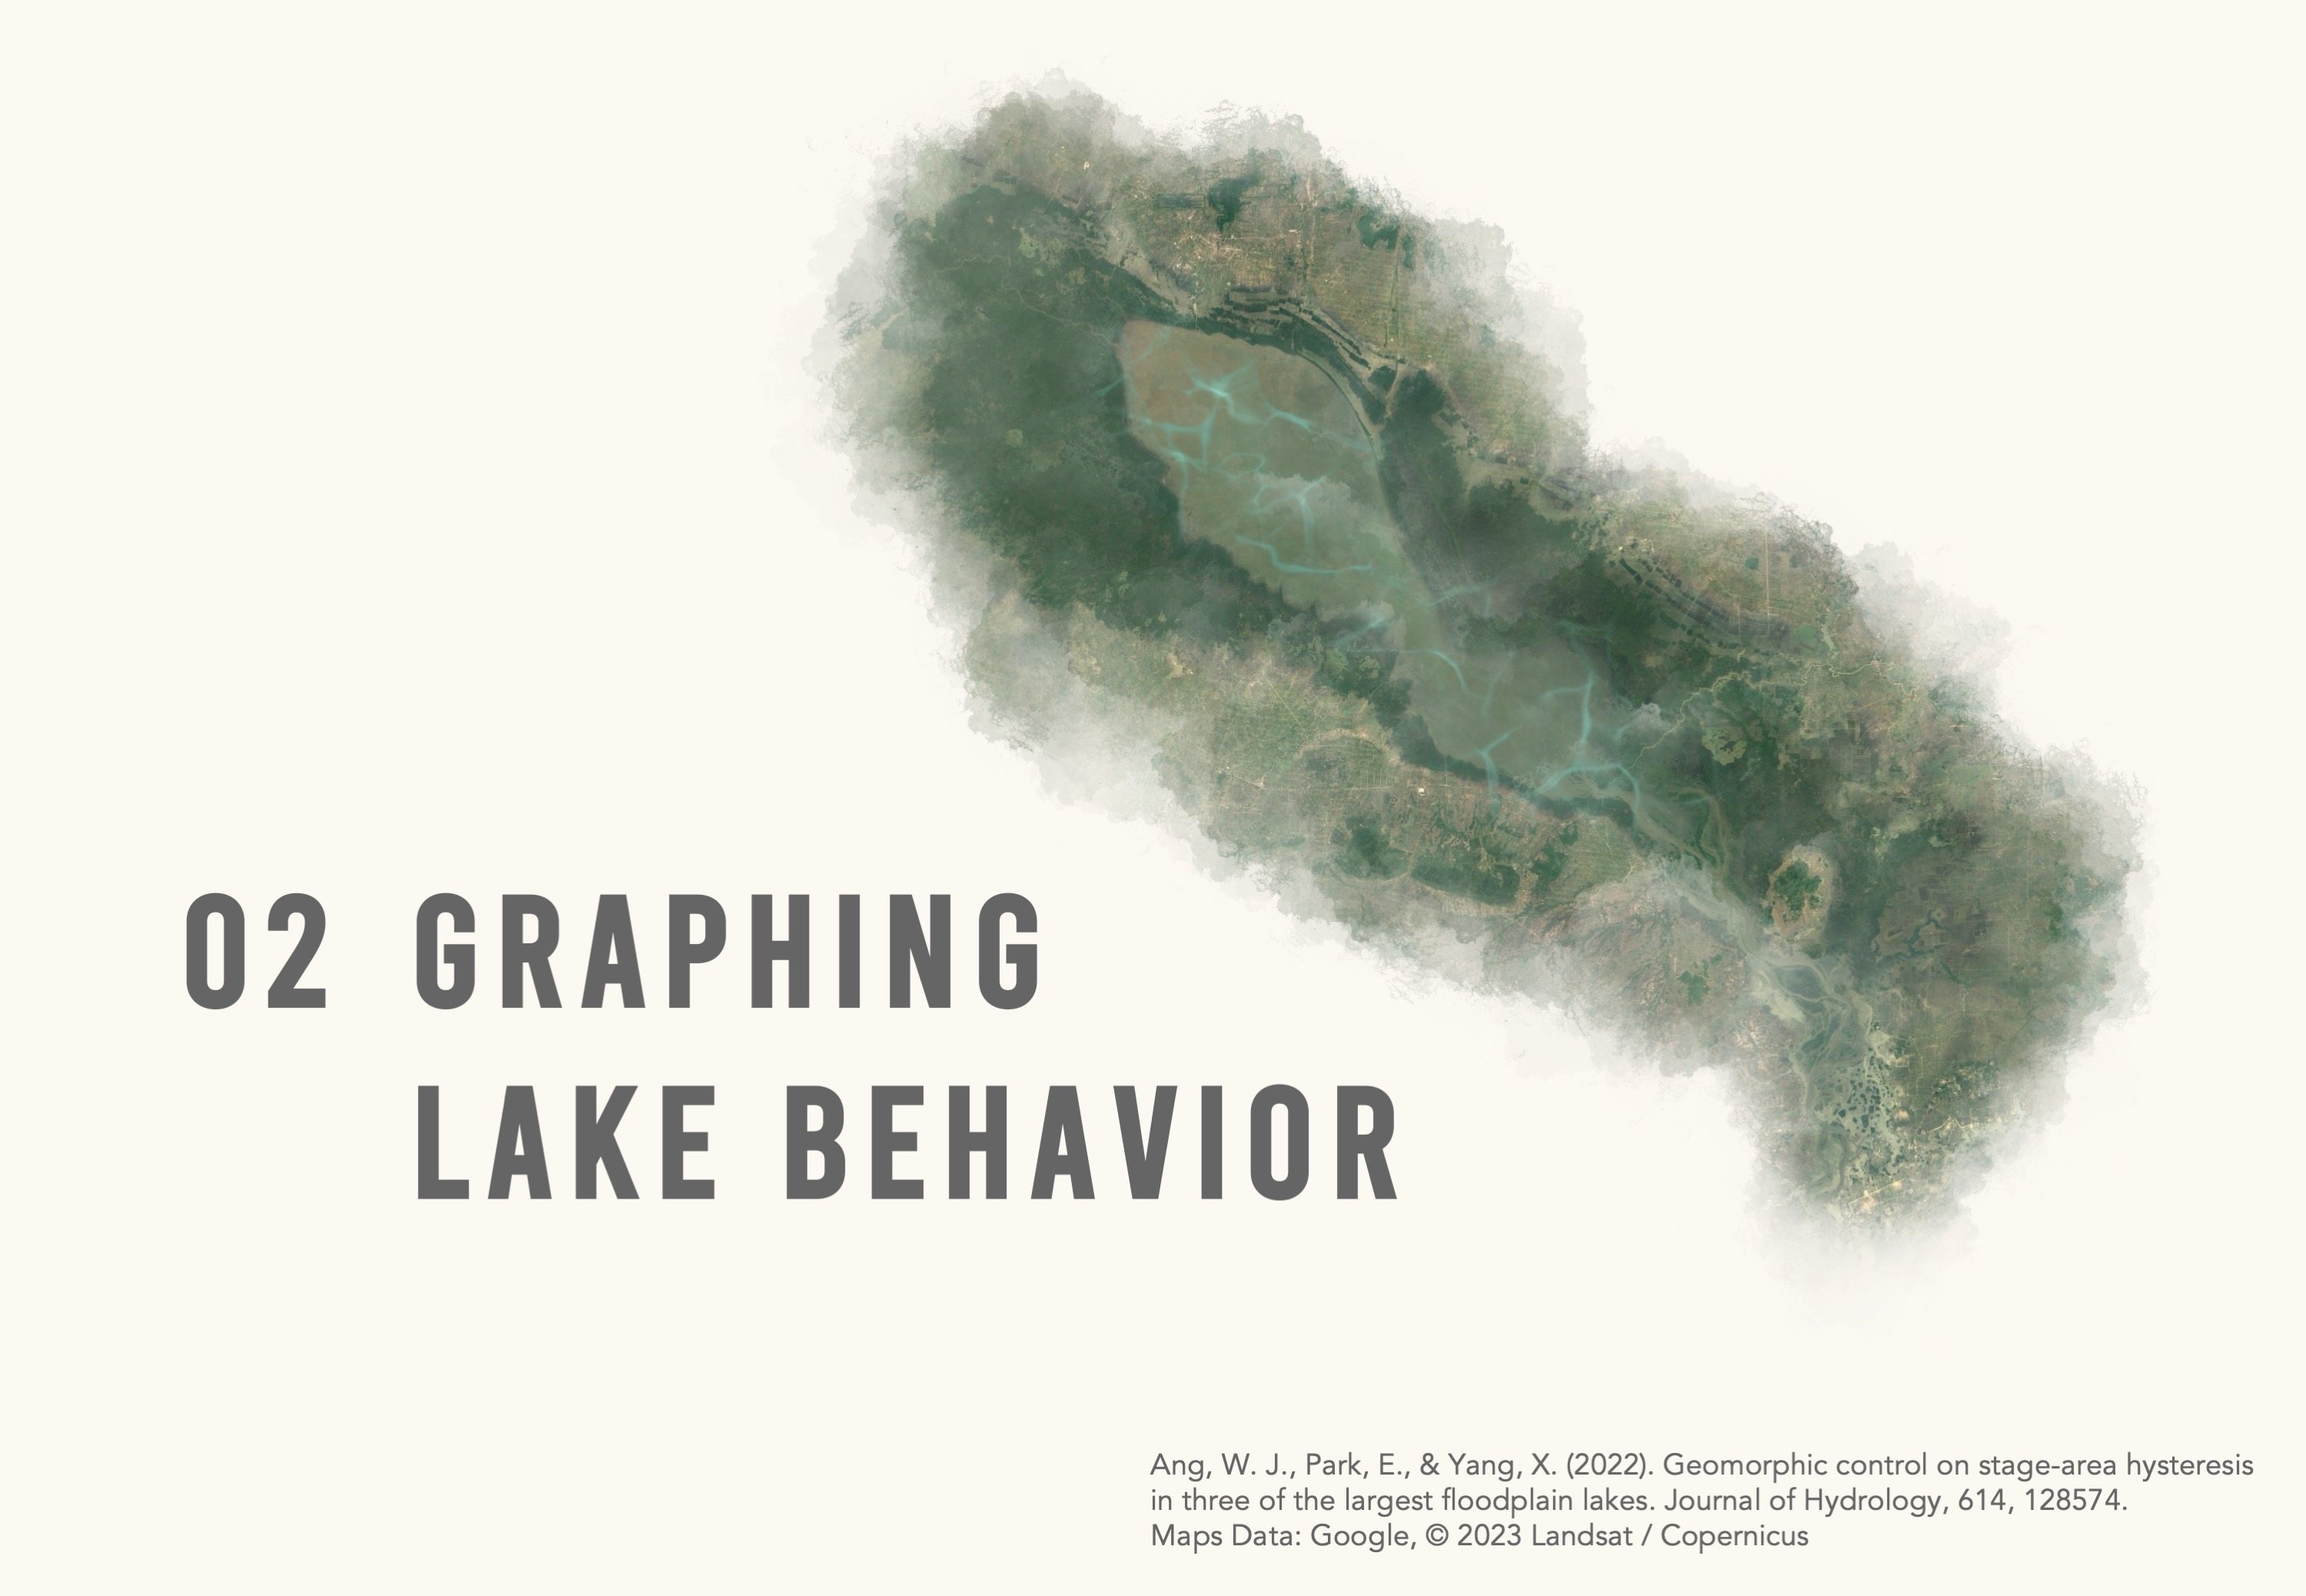 02 GRAPHING
LAKE BEHAVIOR
Ang, W. J., Park, E., & Yang, X. (2022). Geomorphic control on stage-area hysteresis
in three of the largest floodplain lakes. Journal of Hydrology, 614, 128574.
Maps Data: Google, © 2023 Landsat / Copernicus